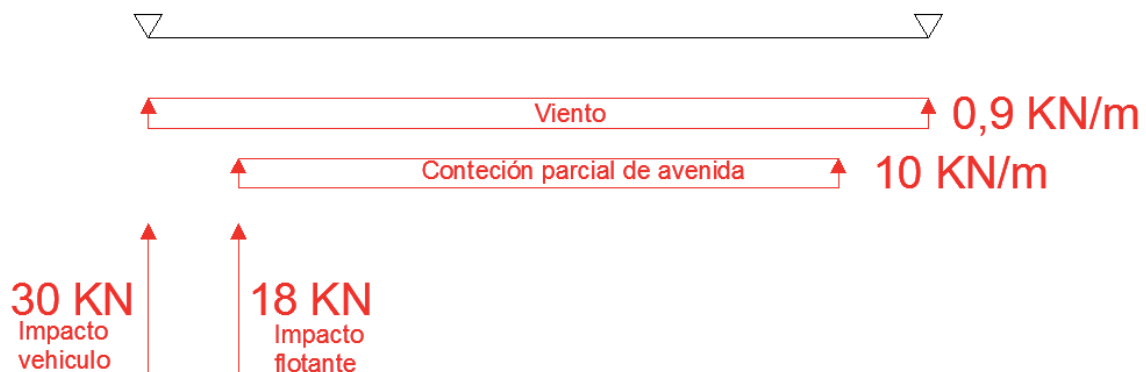 Viento
0,9 KN/m
Conteción parcial de avenida
10 KN/m
30 KN
Impacto
vehiculo
18 KN
Impacto
flotante